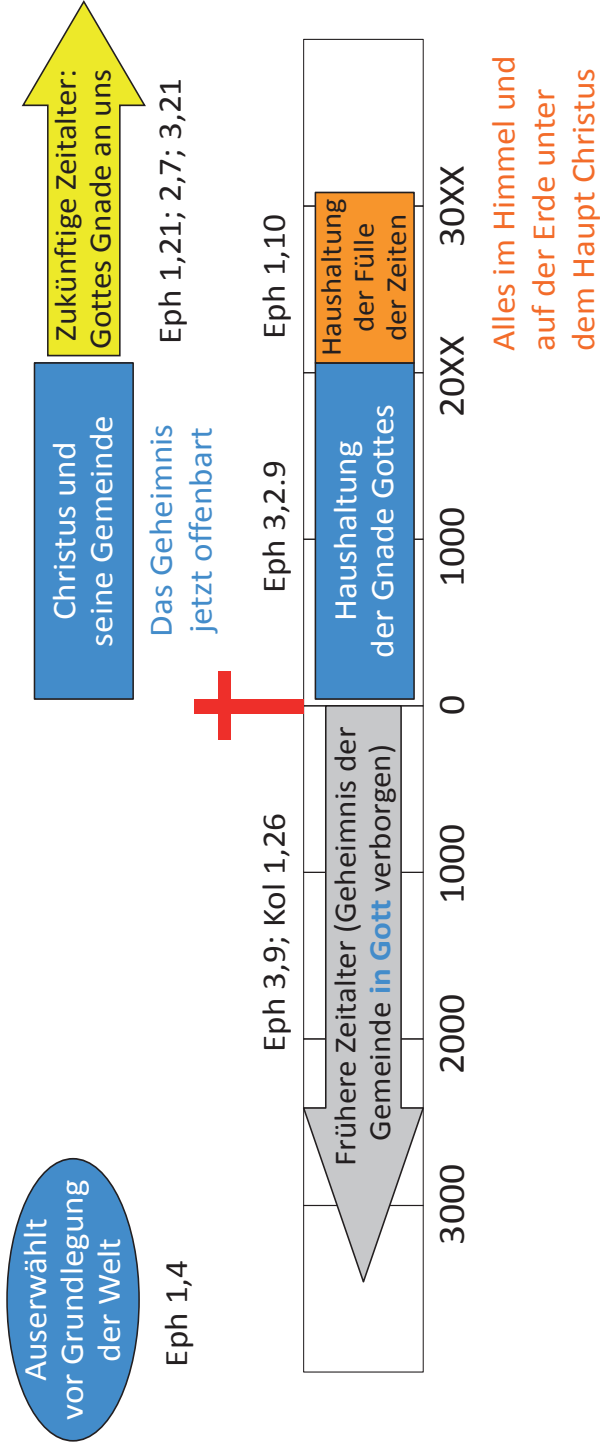 Auserwählt
vor Grundlegung
der Welt
Eph 1,4
Christus und
seine Gemeinde
Das Geheimnis
jetzt offenbart
Zukünftige Zeitalter:
Gottes Gnade an uns
Eph 1,21; 2,7; 3,21
Eph 3,9; Kol 1,26
Eph 3,2.9
Eph 1,10
Frühere Zeitalter (Geheimnis der
Gemeinde in Gott verborgen)
Haushaltung
der Gnade Gottes
Haushaltung
der Fülle
der Zeiten
3000
2000
1000
0
1000
20XX
30XX
Alles im Himmel und
auf der Erde unter
dem Haupt Christus